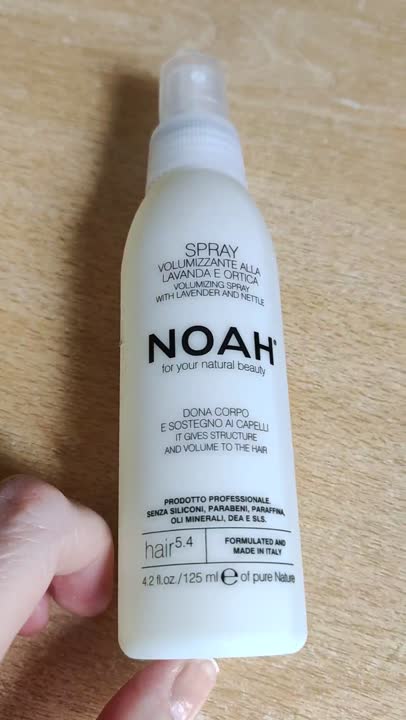 SPRAY
VOLUMIZZANTE ALLA
LAVANDA E ORTICA
VOLUMIZING SPRAY
WITH LAVENDER AND NETTLE
NOAH®
for your natural beauty
DONA CORPO
E SOSTEGNO AI CAPELLI
IT GIVES STRUCTURE
AND VOLUME TO THE HAIR
PRODOTTO PROFESSIONALE.
SENZA SILICONI, PARABENI, PARAFFINA,
OLI MINERALI, DEA E SLS.
hair 5.4
FORMULATED AND
MADE IN ITALY
4.2 fl.oz./125 ml ℮ of pure Nature